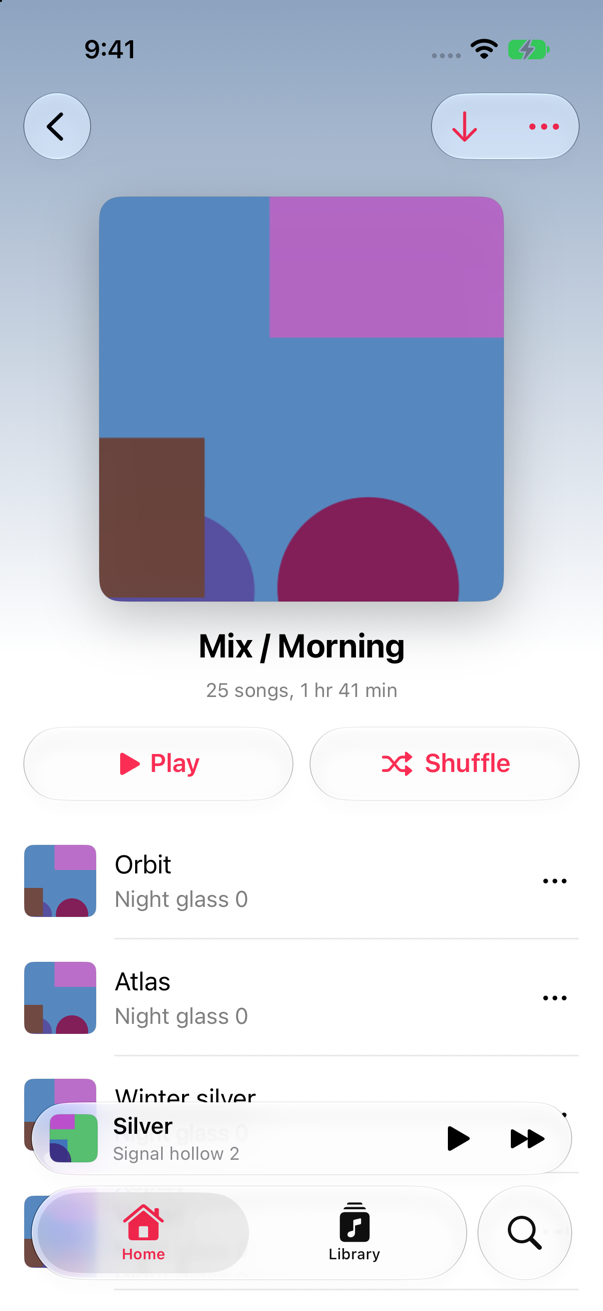 9:41
Mix / Morning
25 songs, 1 hr 41 min
Play
Shuffle
Orbit
Night glass 0
Atlas
Night glass 0
Winter silver
Silver
Signal hollow 2
Home
Library